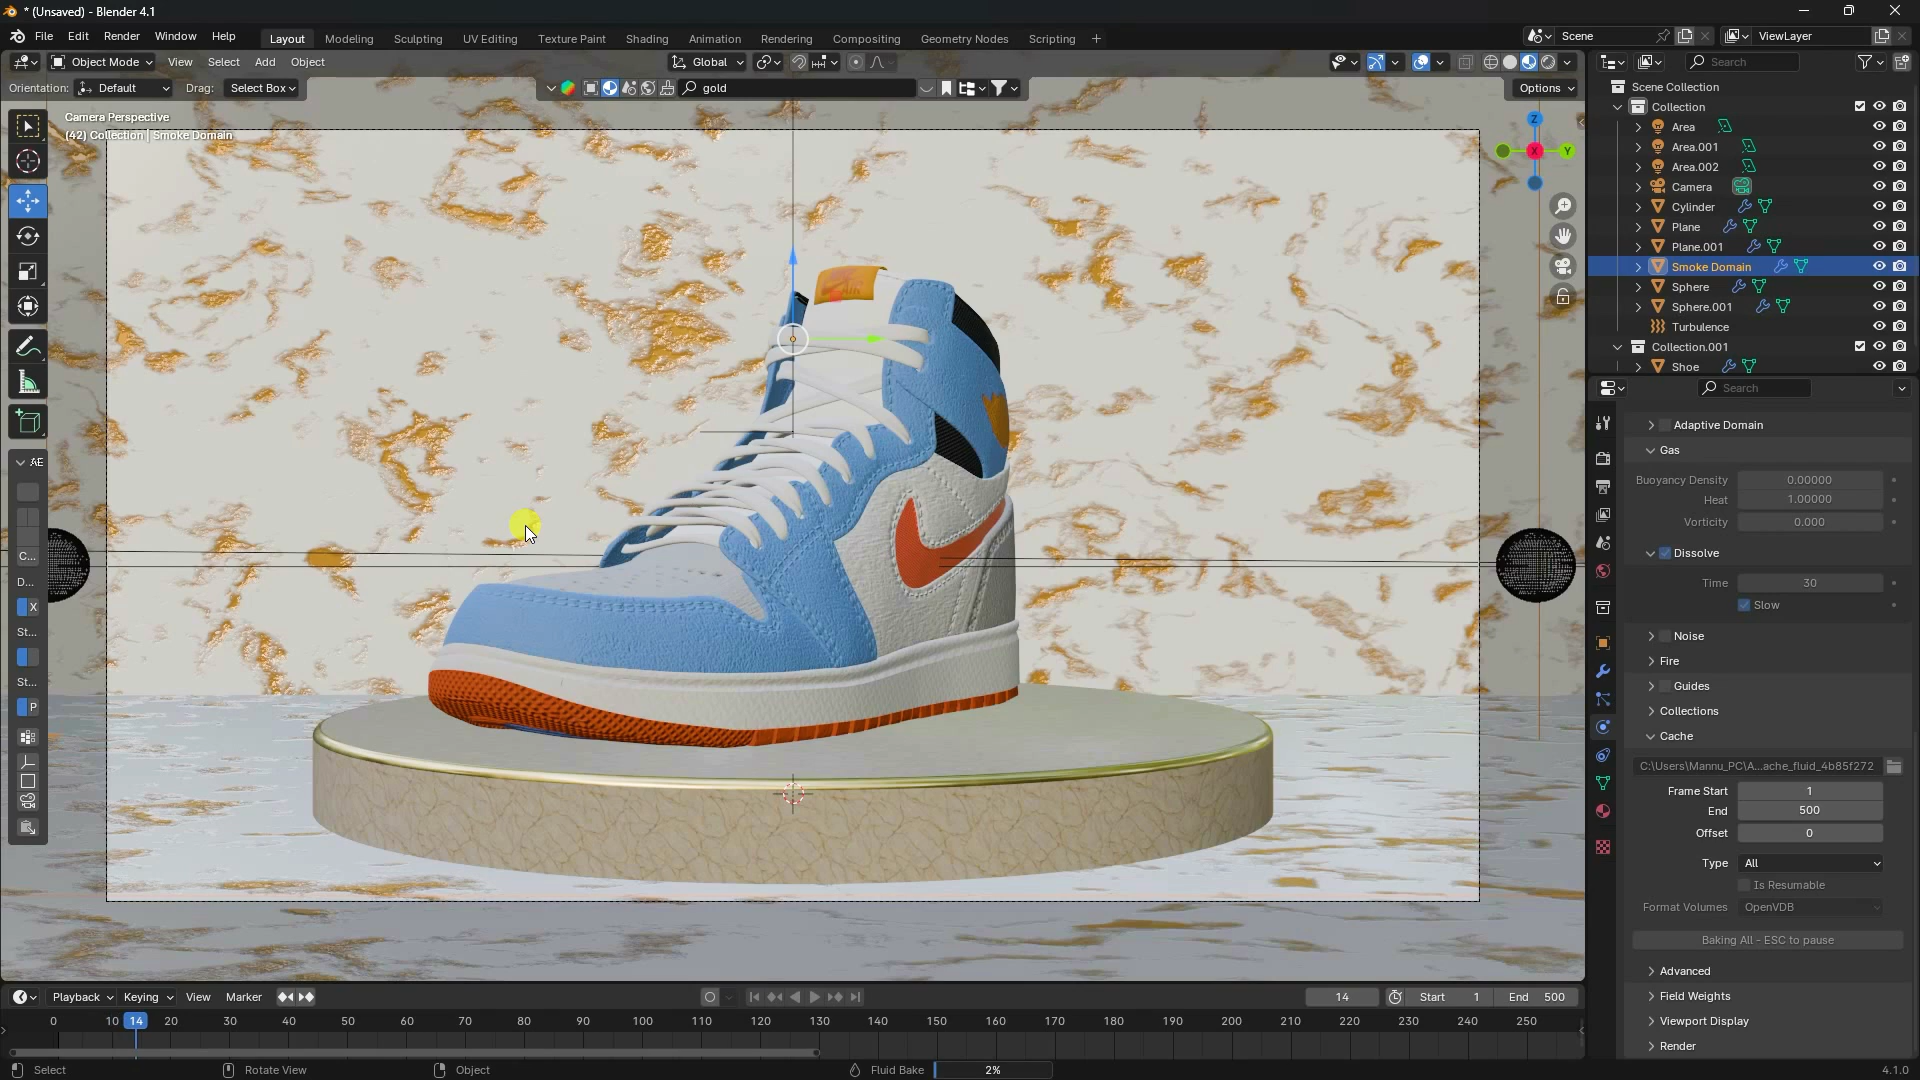 * (Unsaved) - Blender 4.1
File Edit Render Window Help
Layout Modeling Sculpting UV Editing Texture Paint Shading Animation Rendering Compositing Geometry Nodes Scripting +
Scene
ViewLayer
Object Mode View Select Add Object
Global
Search
Orientation: Default Drag: Select Box
gold
Options
Camera Perspective
(42) Collection | Smoke Domain
Z
X
Y
Scene Collection
Collection
Area
Area.001
Area.002
Camera
Cylinder
Plane
Plane.001
Smoke Domain
Sphere
Sphere.001
Turbulence
Collection.001
Shoe
Search
AE
C...
D...
X
St...
St...
P
Adaptive Domain
Gas
Buoyancy Density 0.00000
Heat 1.00000
Vorticity 0.000
Dissolve
Time 30
Slow
Noise
Fire
Guides
Collections
Cache
C:\Users\Mannu_PC\A...ache_fluid_4b85f272
Frame Start 1
End 500
Offset 0
Type All
Is Resumable
Format Volumes OpenVDB
Baking All - ESC to pause
Advanced
Field Weights
Viewport Display
Render
Playback Keying View Marker
14 Start 1 End 500
0 10 14 20 30 40 50 60 70 80 90 100 110 120 130 140 150 160 170 180 190 200 210 220 230 240 250
Select Rotate View Object Fluid Bake 2% 4.1.0